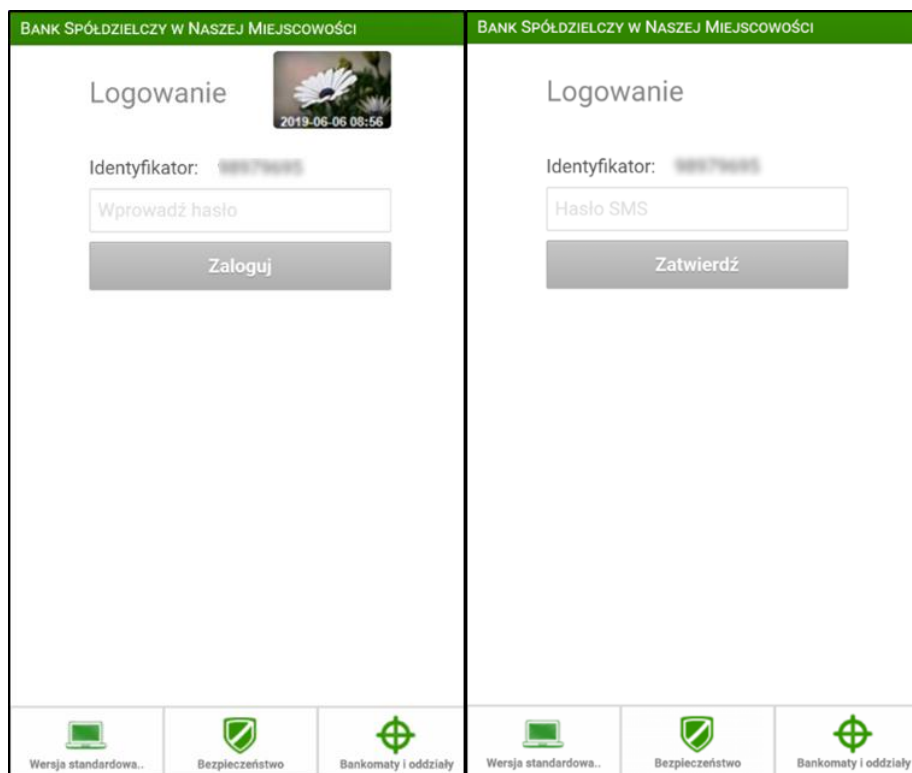 BANK SPÓŁDZIELCZY W NASZEJ MIEJSCOWOŚCI
Logowanie
2019-06-06 08:56
Identyfikator:
Wprowadź hasło
Zaloguj
Wersja standardowa..
Bezpieczeństwo
Bankomaty i oddziały
BANK SPÓŁDZIELCZY W NASZEJ MIEJSCOWOŚCI
Logowanie
Identyfikator:
Hasło SMS
Zatwierdź
Wersja standardowa..
Bezpieczeństwo
Bankomaty i oddziały